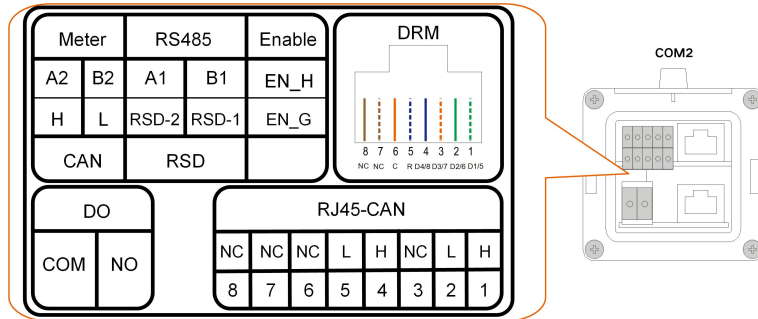 Meter RS485 Enable
A2 B2 A1 B1 EN_H
H L RSD-2 RSD-1 EN_G
CAN RSD
DRM
8 7 6 5 4 3 2 1
NC NC C R D4/8 D3/7 D2/6 D1/5
DO
COM NO
RJ45-CAN
NC NC NC L H NC L H
8 7 6 5 4 3 2 1
COM2